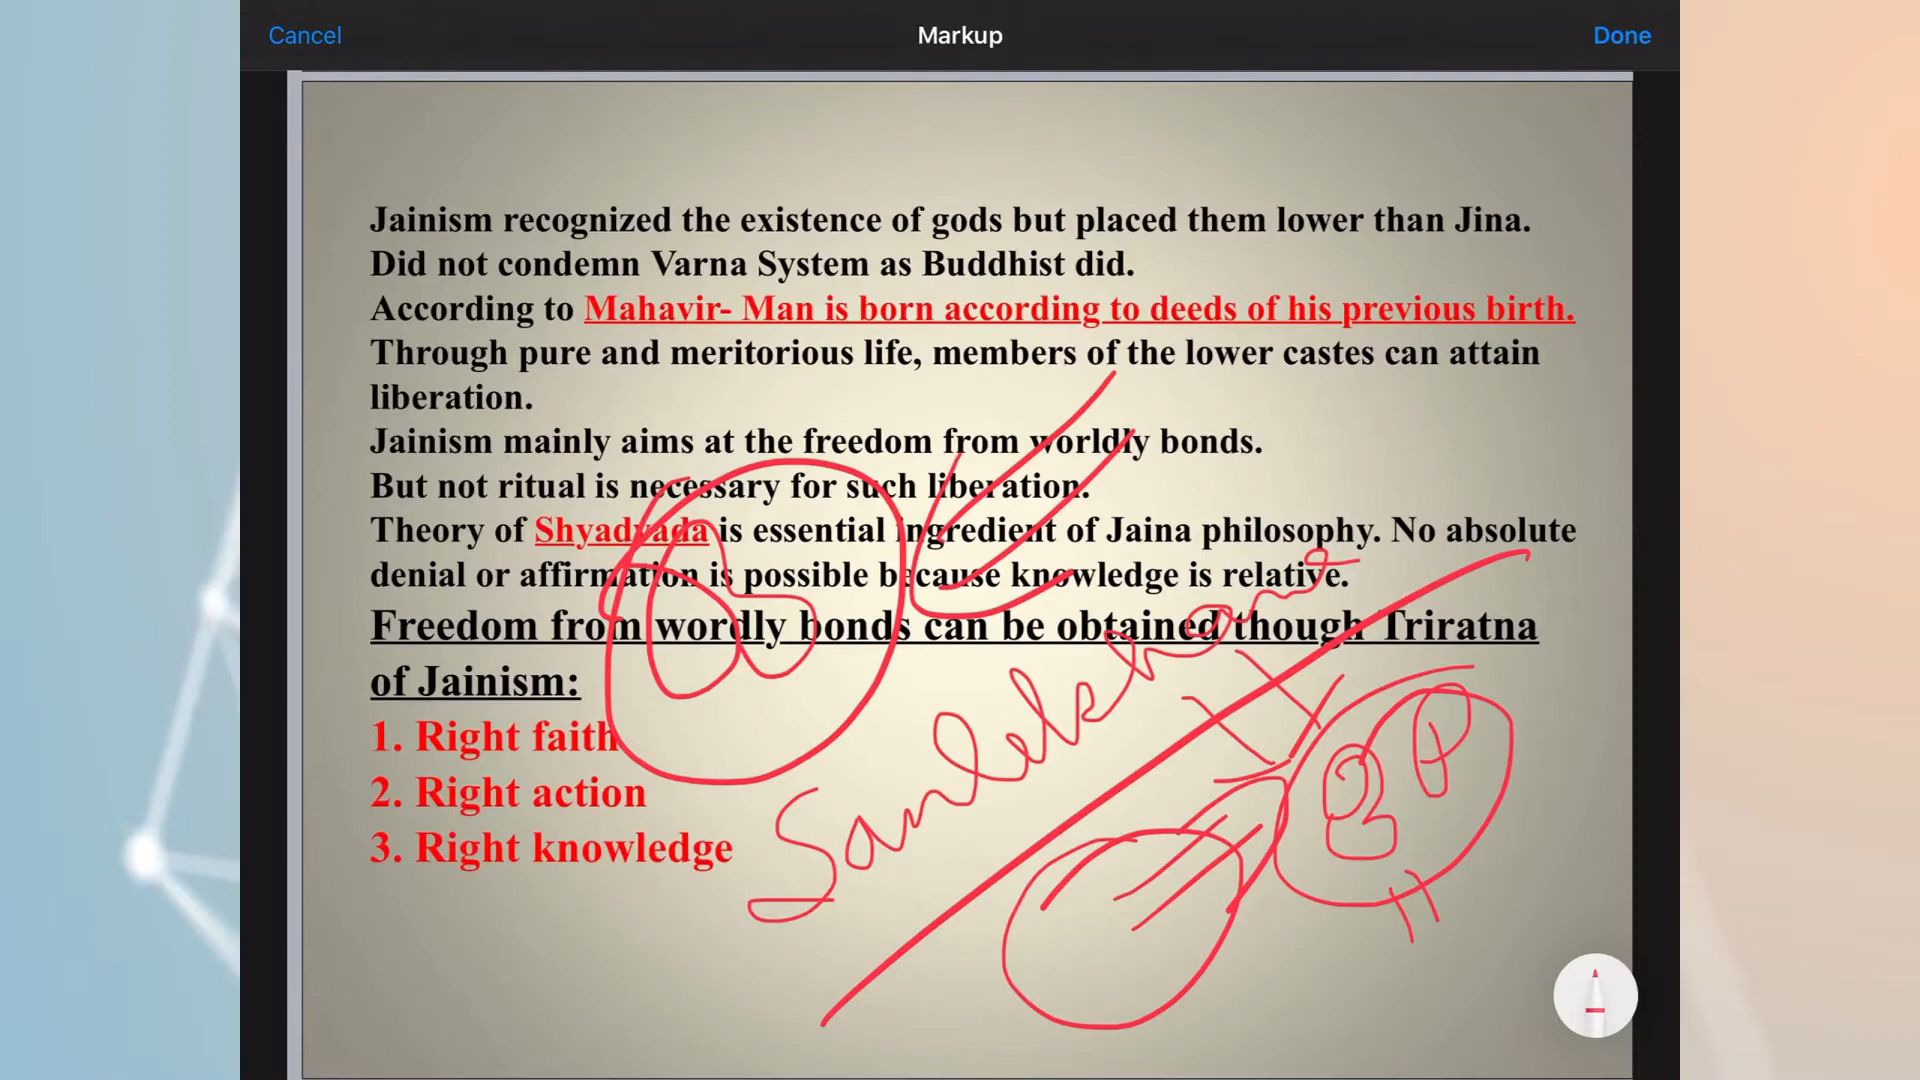 Cancel
Markup
Done
Jainism recognized the existence of gods but placed them lower than Jina.
Did not condemn Varna System as Buddhist did.
According to Mahavir- Man is born according to deeds of his previous birth.
Through pure and meritorious life, members of the lower castes can attain
liberation.
Jainism mainly aims at the freedom from worldly bonds.
But not ritual is necessary for such liberation.
Theory of Shyadvada is essential ingredient of Jaina philosophy. No absolute
denial or affirmation is possible because knowledge is relative.
Freedom from wordly bonds can be obtained though Triratna
of Jainism:
1. Right faith
2. Right action
3. Right knowledge